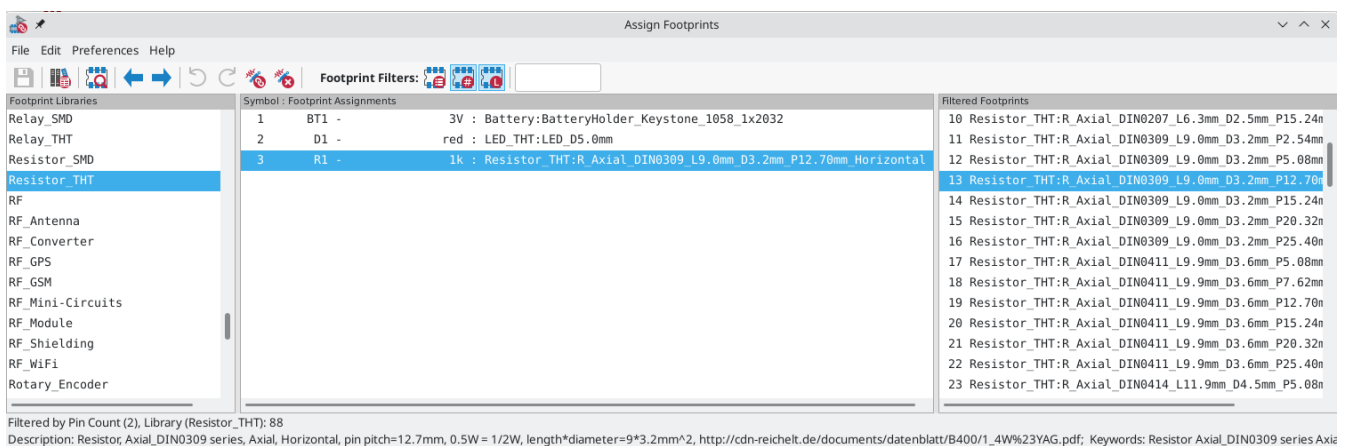 Assign Footprints
File Edit Preferences Help
Footprint Filters:
Footprint Libraries
Relay_SMD
Relay_THT
Resistor_SMD
Resistor_THT
RF
RF_Antenna
RF_Converter
RF_GPS
RF_GSM
RF_Mini-Circuits
RF_Module
RF_Shielding
RF_WiFi
Rotary_Encoder
Symbol : Footprint Assignments
1 BT1 - 3V : Battery:BatteryHolder_Keystone_1058_1x2032
2 D1 - red : LED_THT:LED_D5.0mm
3 R1 - 1k : Resistor_THT:R_Axial_DIN0309_L9.0mm_D3.2mm_P12.70mm_Horizontal
Filtered Footprints
10 Resistor_THT:R_Axial_DIN0207_L6.3mm_D2.5mm_P15.24m
11 Resistor_THT:R_Axial_DIN0309_L9.0mm_D3.2mm_P2.54mm
12 Resistor_THT:R_Axial_DIN0309_L9.0mm_D3.2mm_P5.08mm
13 Resistor_THT:R_Axial_DIN0309_L9.0mm_D3.2mm_P12.70m
14 Resistor_THT:R_Axial_DIN0309_L9.0mm_D3.2mm_P15.24m
15 Resistor_THT:R_Axial_DIN0309_L9.0mm_D3.2mm_P20.32m
16 Resistor_THT:R_Axial_DIN0309_L9.0mm_D3.2mm_P25.40m
17 Resistor_THT:R_Axial_DIN0411_L9.9mm_D3.6mm_P5.08mm
18 Resistor_THT:R_Axial_DIN0411_L9.9mm_D3.6mm_P7.62mm
19 Resistor_THT:R_Axial_DIN0411_L9.9mm_D3.6mm_P12.70m
20 Resistor_THT:R_Axial_DIN0411_L9.9mm_D3.6mm_P15.24m
21 Resistor_THT:R_Axial_DIN0411_L9.9mm_D3.6mm_P20.32m
22 Resistor_THT:R_Axial_DIN0411_L9.9mm_D3.6mm_P25.40m
23 Resistor_THT:R_Axial_DIN0414_L11.9mm_D4.5mm_P5.08m
Filtered by Pin Count (2), Library (Resistor_THT): 88
Description: Resistor, Axial_DIN0309 series, Axial, Horizontal, pin pitch=12.7mm, 0.5W = 1/2W, length*diameter=9*3.2mm^2, http://cdn-reichelt.de/documents/datenblatt/B400/1_4W%23YAG.pdf; Keywords: Resistor Axial_DIN0309 series Axia